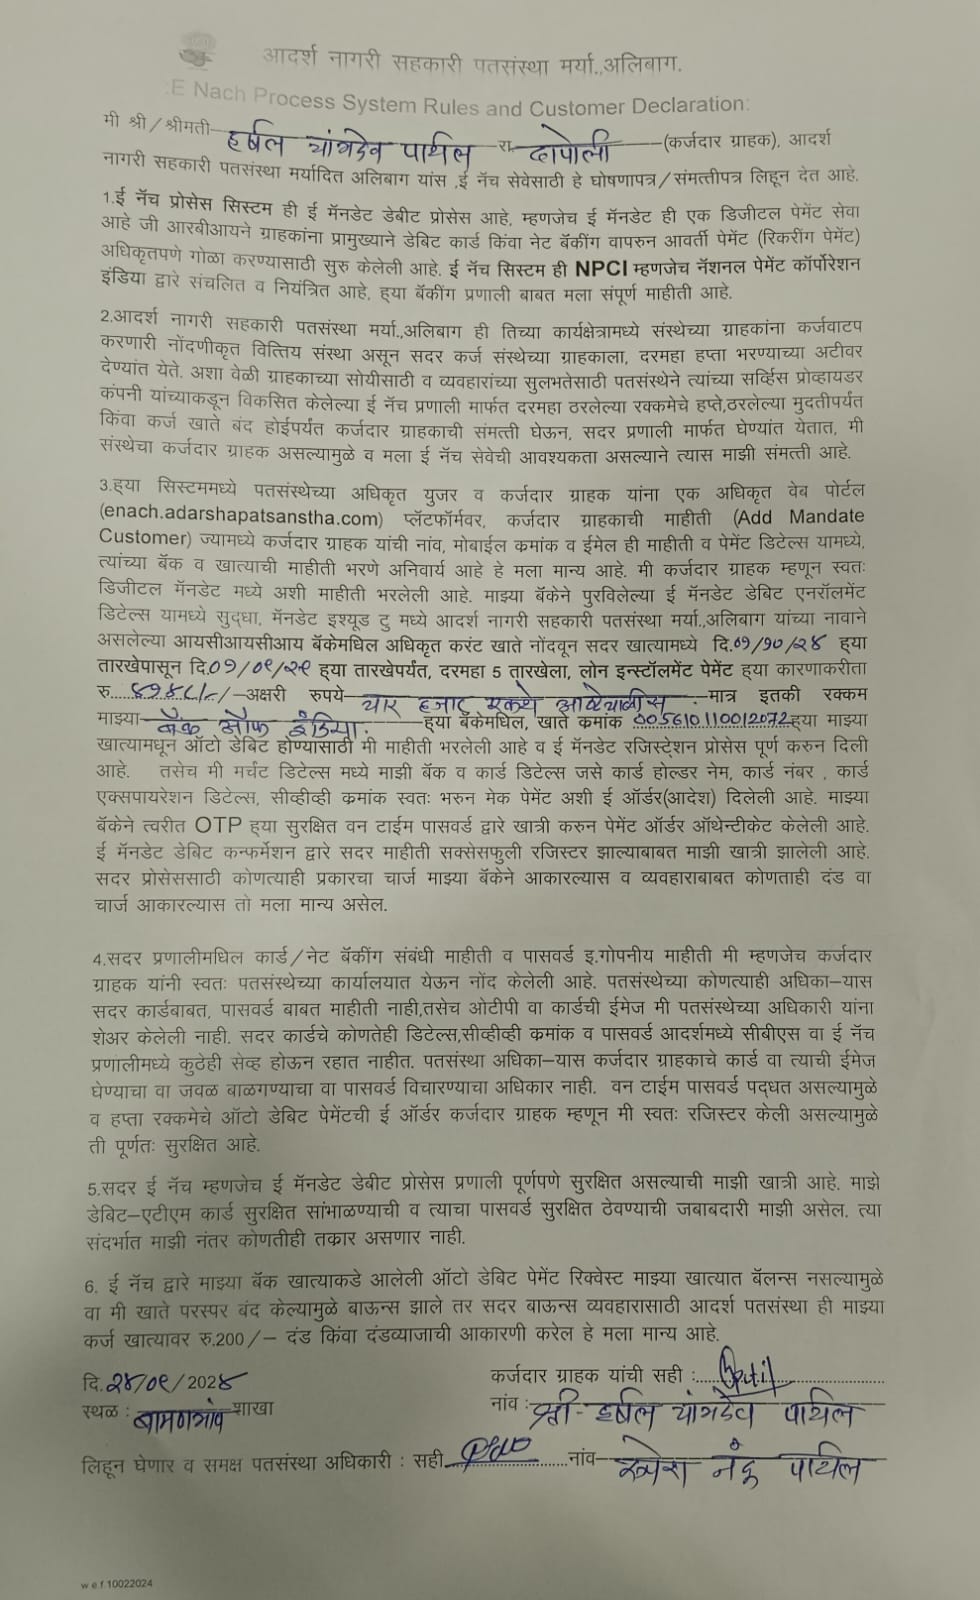 आदर्श नागरी सहकारी पतसंस्था मर्या.,अलिबाग.
E Nach Process System Rules and Customer Declaration:
मी श्री/श्रीमती हर्षल चांगदेव पाटील रा. दापोली (कर्जदार ग्राहक), आदर्श
नागरी सहकारी पतसंस्था मर्यादित अलिबाग यांस ,ई नॅच सेवेसाठी हे घोषणापत्र/संमत्तीपत्र लिहून देत आहे.
1.ई नॅच प्रोसेस सिस्टम ही ई मॅनडेट डेबीट प्रोसेस आहे, म्हणजेच ई मॅनडेट ही एक डिजीटल पेमेंट सेवा
आहे जी आरबीआयने ग्राहकांना प्रामुख्याने डेबिट कार्ड किंवा नेट बॅकींग वापरुन आवर्ती पेमेंट (रिकरींग पेमेंट)
अधिकृतपणे गोळा करण्यासाठी सुरु केलेली आहे. ई नॅच सिस्टम ही NPCI म्हणजेच नॅशनल पेमेंट कॉर्पोरेशन
इंडिया द्वारे संचलित व नियंत्रित आहे, ह्या बॅकींग प्रणाली बाबत मला संपूर्ण माहीती आहे.
2.आदर्श नागरी सहकारी पतसंस्था मर्या.,अलिबाग ही तिच्या कार्यक्षेत्रामध्ये संस्थेच्या ग्राहकांना कर्जवाटप
करणारी नोंदणीकृत वित्तिय संस्था असून सदर कर्ज संस्थेच्या ग्राहकाला, दरमहा हप्ता भरण्याच्या अटीवर
देण्यांत येते. अशा वेळी ग्राहकाच्या सोयीसाठी व व्यवहारांच्या सुलभतेसाठी पतसंस्थेने त्यांच्या सर्व्हिस प्रोव्हायडर
कंपनी यांच्याकडून विकसित केलेल्या ई नॅच प्रणाली मार्फत दरमहा ठरलेल्या रक्कमेचे हप्ते,ठरलेल्या मुदतीपर्यंत
किंवा कर्ज खाते बंद होईपर्यंत कर्जदार ग्राहकाची संमत्ती घेऊन, सदर प्रणाली मार्फत घेण्यांत येतात, मी
संस्थेचा कर्जदार ग्राहक असल्यामुळे व मला ई नॅच सेवेची आवश्यकता असल्याने त्यास माझी संमत्ती आहे.
3.ह्या सिस्टममध्ये पतसंस्थेच्या अधिकृत युजर व कर्जदार ग्राहक यांना एक अधिकृत वेब पोर्टल
(enach.adarshapatsanstha.com) प्लॅटफॉर्मवर, कर्जदार ग्राहकाची माहीती (Add Mandate
Customer) ज्यामध्ये कर्जदार ग्राहक यांची नांव, मोबाईल कमांक व ईमेल ही माहीती व पेमेंट डिटेल्स यामध्ये,
त्यांच्या बॅक व खात्याची माहीती भरणे अनिवार्य आहे हे मला मान्य आहे. मी कर्जदार ग्राहक म्हणून स्वतः
डिजीटल मॅनडेट मध्ये अशी माहीती भरलेली आहे. माझ्या बॅकेने पुरविलेल्या ई मॅनडेट डेबिट एनरॉलमेंट
डिटेल्स यामध्ये सुद्धा, मॅनडेट इश्यूड टु मध्ये आदर्श नागरी सहकारी पतसंस्था मर्या.,अलिबाग यांच्या नावाने
असलेल्या आयसीआयसीआय बॅकेमधिल अधिकृत करंट खाते नोंदवून सदर खात्यामध्ये दि.०१/१०/२४ ह्या
तारखेपासून दि.०१/०९/२९ ह्या तारखेपर्यंत, दरमहा 5 तारखेला, लोन इन्स्टॉलमेंट पेमेंट ह्या कारणाकरीता
रु. ४१४८/-/-अक्षरी रुपये चार हजार एकशे अठ्ठेचाळीस मात्र इतकी रक्कम
माझ्या बँक ऑफ इंडिया ह्या बॅकेमधिल, खाते कमांक 005610110012072 ह्या माझ्या
खात्यामधून ऑटो डेबिट होण्यासाठी मी माहीती भरलेली आहे व ई मॅनडेट रजिस्ट्रेशन प्रोसेस पूर्ण करुन दिली
आहे. तसेच मी मर्चंट डिटेल्स मध्ये माझी बॅक व कार्ड डिटेल्स जसे कार्ड होल्डर नेम, कार्ड नंबर , कार्ड
एक्सपायरेशन डिटेल्स, सीव्हीव्ही क्रमांक स्वतः भरुन मेक पेमेंट अशी ई ऑर्डर(आदेश) दिलेली आहे. माझ्या
बॅकेने त्वरीत OTP ह्या सुरक्षित वन टाईम पासवर्ड द्वारे खात्री करुन पेमेंट ऑर्डर ऑथेन्टीकेट केलेली आहे.
ई मॅनडेट डेबिट कन्फर्मेशन द्वारे सदर माहीती सक्सेसफुली रजिस्टर झाल्याबाबत माझी खात्री झालेली आहे.
सदर प्रोसेससाठी कोणत्याही प्रकारचा चार्ज माझ्या बॅकेने आकारल्यास व व्यवहाराबाबत कोणताही दंड वा
चार्ज आकारल्यास तो मला मान्य असेल.
4.सदर प्रणालीमधिल कार्ड/नेट बॅकींग संबंधी माहीती व पासवर्ड इ.गोपनीय माहीती मी म्हणजेच कर्जदार
ग्राहक यांनी स्वतः पतसंस्थेच्या कार्यालयात येऊन नोंद केलेली आहे. पतसंस्थेच्या कोणत्याही अधिका–यास
सदर कार्डबाबत, पासवर्ड बाबत माहीती नाही,तसेच ओटीपी वा कार्डची ईमेज मी पतसंस्थेच्या अधिकारी यांना
शेअर केलेली नाही. सदर कार्डचे कोणतेही डिटेल्स,सीव्हीव्ही कमांक व पासवर्ड आदर्शमध्ये सीबीएस वा ई नॅच
प्रणालीमध्ये कुठेही सेव्ह होऊन रहात नाहीत. पतसंस्था अधिका–यास कर्जदार ग्राहकाचे कार्ड वा त्याची ईमेज
घेण्याचा वा जवळ बाळगण्याचा वा पासवर्ड विचारण्याचा अधिकार नाही. वन टाईम पासवर्ड पद्धत असल्यामुळे
व हप्ता रक्कमेचे ऑटो डेबिट पेमेंटची ई ऑर्डर कर्जदार ग्राहक म्हणून मी स्वतः रजिस्टर केली असल्यामुळे
ती पूर्णतः सुरक्षित आहे.
5.सदर ई नॅच म्हणजेच ई मॅनडेट डेबीट प्रोसेस प्रणाली पूर्णपणे सुरक्षित असल्याची माझी खात्री आहे. माझे
डेबिट–एटीएम कार्ड सुरक्षित सांभाळण्याची व त्याचा पासवर्ड सुरक्षित ठेवण्याची जबाबदारी माझी असेल, त्या
संदर्भात माझी नंतर कोणतीही तक्रार असणार नाही.
6. ई नॅच द्वारे माझ्या बॅक खात्याकडे आलेली ऑटो डेबिट पेमेंट रिक्वेस्ट माझ्या खात्यात बॅलन्स नसल्यामुळे
वा मी खाते परस्पर बंद केल्यामुळे बाऊन्स झाले तर सदर बाऊन्स व्यवहारासाठी आदर्श पतसंस्था ही माझ्या
कर्ज खात्यावर रु.200/– दंड किंवा दंडव्याजाची आकारणी करेल हे मला मान्य आहे.
दि.२४/०९/2024 कर्जदार ग्राहक यांची सही :
स्थळ : बामणगांव शाखा नांव : श्री- हर्षल चांगदेव पाटील
लिहून घेणार व समक्ष पतसंस्था अधिकारी : सही नांव रुपेश नंदू पाटील
w e f 10022024